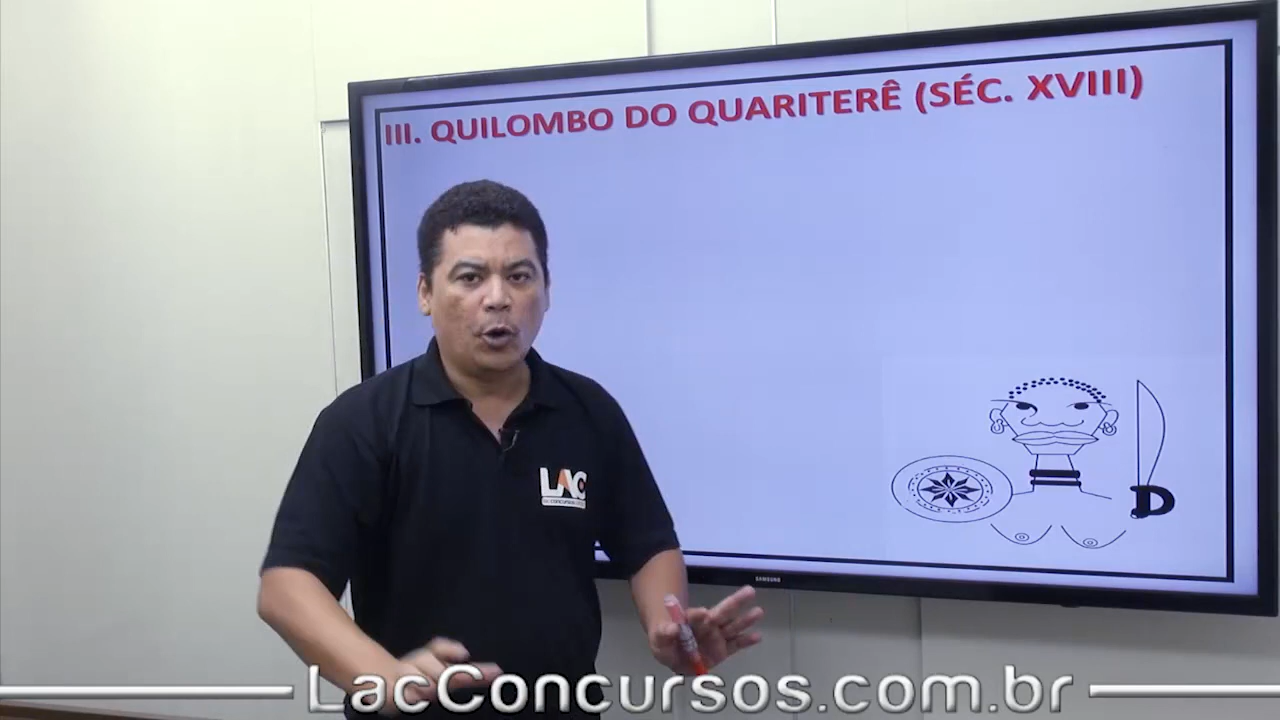 III. QUILOMBO DO QUARITERÊ (SÉC. XVIII)
LAC
SAMSUNG
LacConcursos.com.br